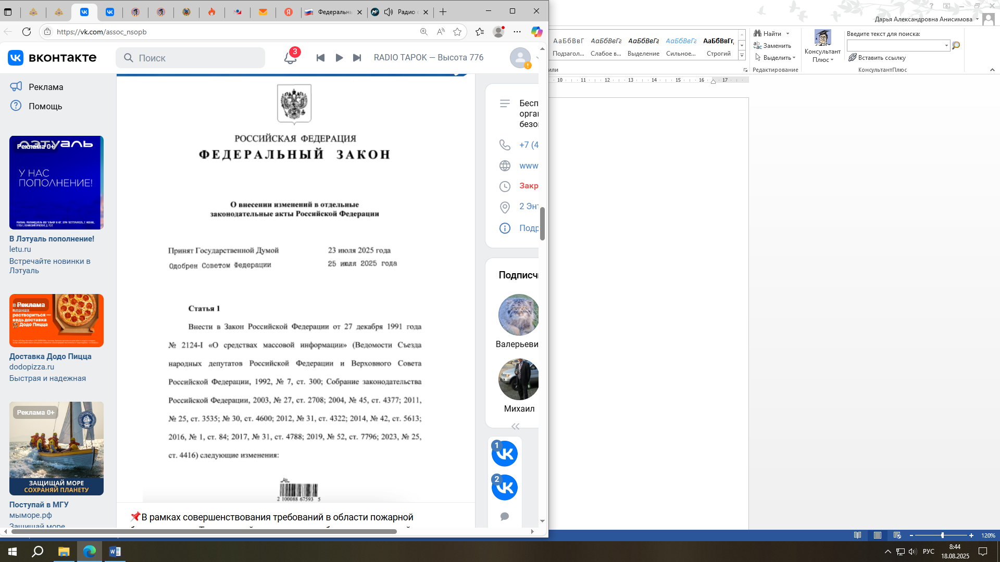 Федеральнь
Радио
https://vk.com/assoc_nsopb
вконтакте
Поиск
3
RADIO TAPOK — Высота 776
Реклама
Помощь
Реклама 0+
ЛЭТУАЛЬ
У НАС
ПОПОЛНЕНИЕ!
В Лэтуаль пополнение!
letu.ru
Встречайте новинки в
Лэтуаль
Реклама
планах
раствориться —
ведь доставка
Додо Пицца
Доставка Додо Пицца
dodopizza.ru
Быстрая и надежная
Реклама 0+
ЗАЩИЩАЙ МОРЕ
СОХРАНЯЙ ПЛАНЕТУ
Поступай в МГУ
мыморе.рф
Защищай море
РОССИЙСКАЯ ФЕДЕРАЦИЯ
ФЕДЕРАЛЬНЫЙ ЗАКОН
О внесении изменений в отдельные
законодательные акты Российской Федерации
Принят Государственной Думой 23 июля 2025 года
Одобрен Советом Федерации 25 июля 2025 года
Статья 1
Внести в Закон Российской Федерации от 27 декабря 1991 года
№ 2124-I «О средствах массовой информации» (Ведомости Съезда
народных депутатов Российской Федерации и Верховного Совета
Российской Федерации, 1992, № 7, ст. 300; Собрание законодательства
Российской Федерации, 2003, № 27, ст. 2708; 2004, № 45, ст. 4377; 2011,
№ 25, ст. 3535; № 30, ст. 4600; 2012, № 31, ст. 4322; 2014, № 42, ст. 5613;
2016, № 1, ст. 84; 2017, № 31, ст. 4788; 2019, № 52, ст. 7796; 2023, № 25,
ст. 4416) следующие изменения:
2 100088 67593 5
📌В рамках совершенствования требований в области пожарной
Бесп
орга
безо
+7 (4
www
Закр
2 Энт
Подр
Подписч
Валерьеви
Михаил
1
2
Дарья Александровна Анисимова
АаБбВвГ АаБбВвГг АаБбВвГг АаБбВвГг АаБбВвГг,
Подзагол... Слабое в... Выделение Сильное... Строгий
или
Найти
Заменить
Выделить
Редактирование
Консультант
Плюс
Введите текст для поиска:
Вставить ссылку
КонсультантПлюс
10 11 12 13 14 15 16 17
120%
РУС
8:44
18.08.2025